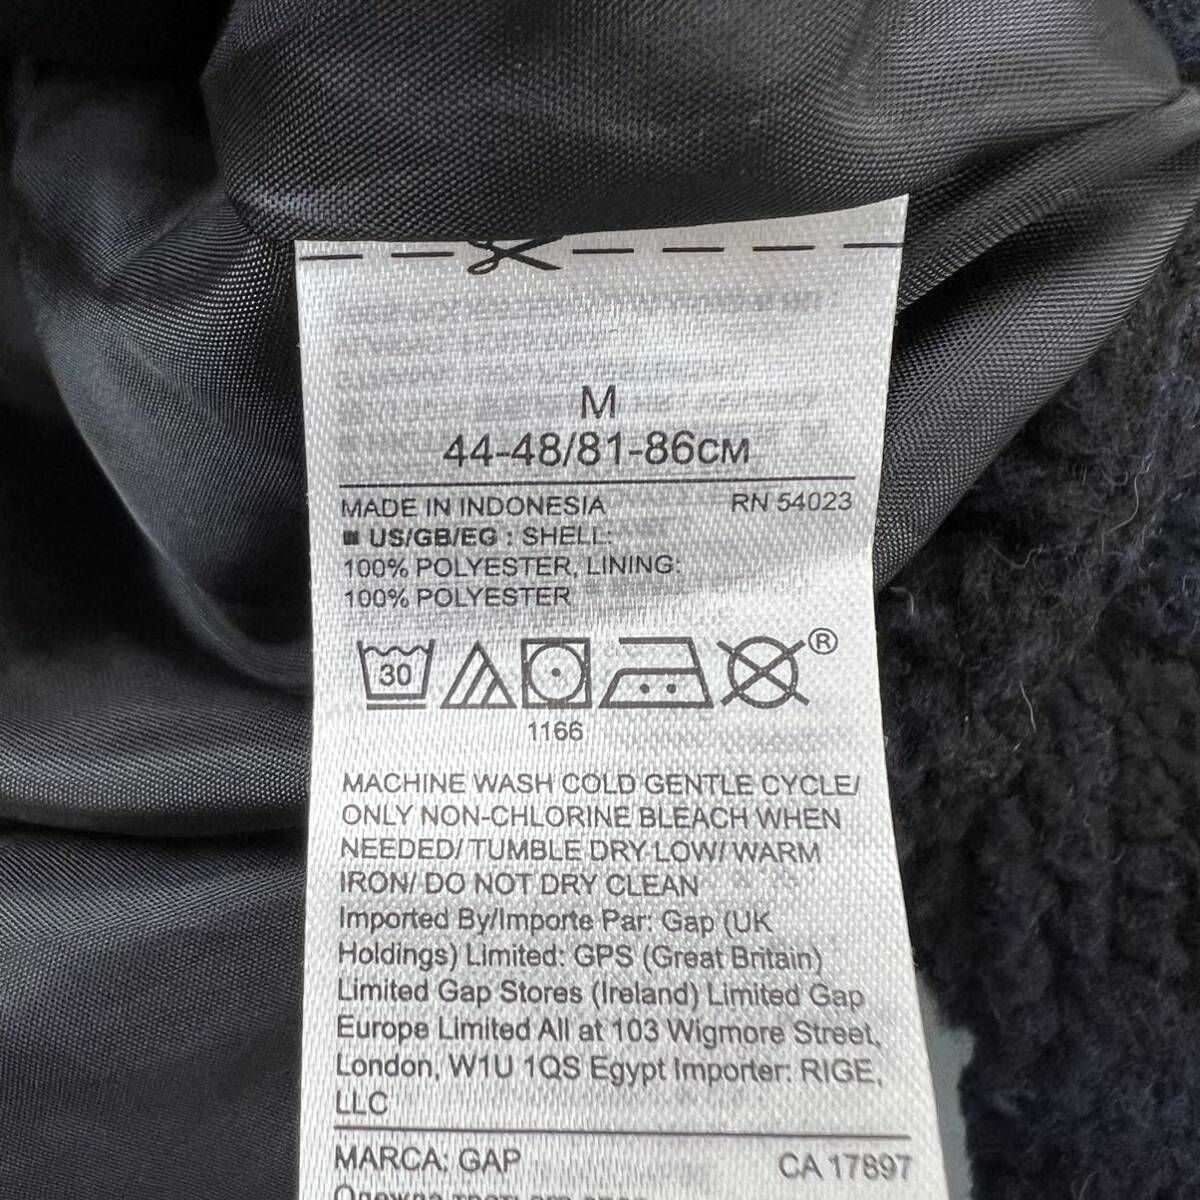 M
44-48/81-86CM
MADE IN INDONESIA RN 54023
■ US/GB/EG : SHELL:
100% POLYESTER, LINING:
100% POLYESTER
30
®
1166
MACHINE WASH COLD GENTLE CYCLE/
ONLY NON-CHLORINE BLEACH WHEN
NEEDED/ TUMBLE DRY LOW/ WARM
IRON/ DO NOT DRY CLEAN
Imported By/Importe Par: Gap (UK
Holdings) Limited: GPS (Great Britain)
Limited Gap Stores (Ireland) Limited Gap
Europe Limited All at 103 Wigmore Street,
London, W1U 1QS Egypt Importer: RIGE,
LLC
MARCA: GAP CA 17897